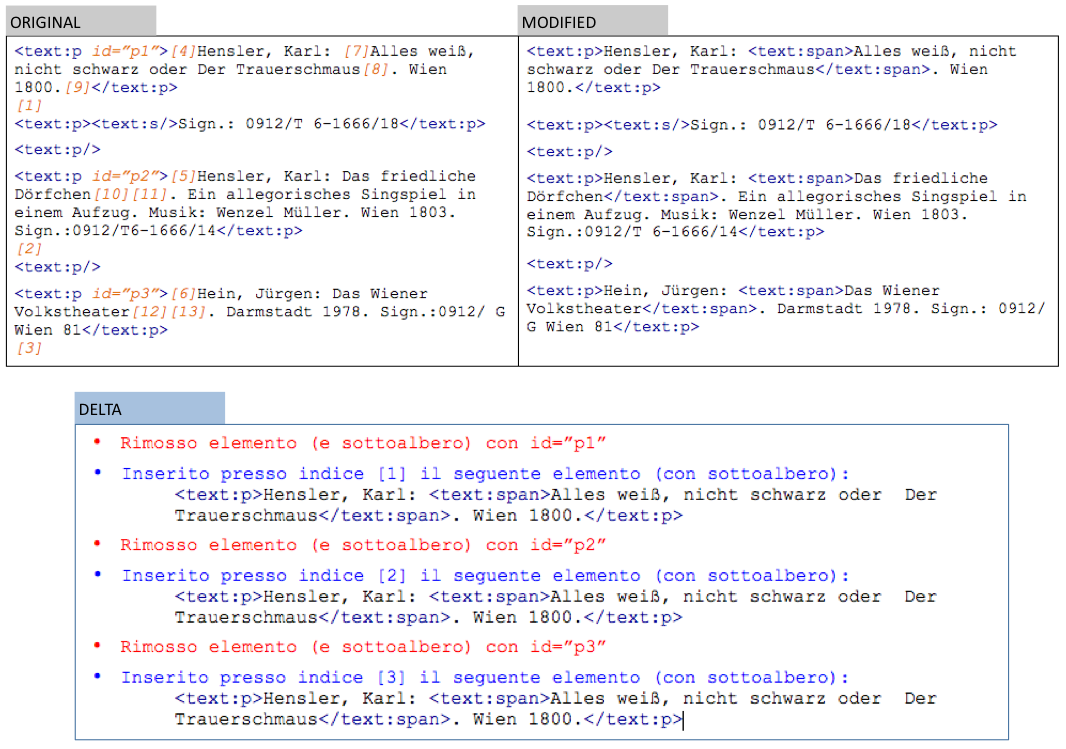 ORIGINAL
<text:p id="p1">[4]Hensler, Karl: [7]Alles weiß,
nicht schwarz oder Der Trauerschmaus[8]. Wien
1800.[9]</text:p>
[1]
<text:p><text:s/>Sign.: 0912/T 6-1666/18</text:p>
<text:p/>
<text:p id="p2">[5]Hensler, Karl: Das friedliche
Dörfchen[10][11]. Ein allegorisches Singspiel in
einem Aufzug. Musik: Wenzel Müller. Wien 1803.
Sign.:0912/T6-1666/14</text:p>
[2]
<text:p/>
<text:p id="p3">[6]Hein, Jürgen: Das Wiener
Volkstheater[12][13]. Darmstadt 1978. Sign.:0912/ G
Wien 81</text:p>
[3]
MODIFIED
<text:p>Hensler, Karl: <text:span>Alles weiß, nicht
schwarz oder Der Trauerschmaus</text:span>. Wien
1800.</text:p>
<text:p><text:s/>Sign.: 0912/T 6-1666/18</text:p>
<text:p/>
<text:p>Hensler, Karl: <text:span>Das friedliche
Dörfchen</text:span>. Ein allegorisches Singspiel in
einem Aufzug. Musik: Wenzel Müller. Wien 1803.
Sign.:0912/T 6-1666/14</text:p>
<text:p/>
<text:p>Hein, Jürgen: <text:span>Das Wiener
Volkstheater</text:span>. Darmstadt 1978. Sign.: 0912/
G Wien 81</text:p>
DELTA
• Rimosso elemento (e sottoalbero) con id="p1"
• Inserito presso indice [1] il seguente elemento (con sottoalbero):
<text:p>Hensler, Karl: <text:span>Alles weiß, nicht schwarz oder Der
Trauerschmaus</text:span>. Wien 1800.</text:p>
• Rimosso elemento (e sottoalbero) con id="p2"
• Inserito presso indice [2] il seguente elemento (con sottoalbero):
<text:p>Hensler, Karl: <text:span>Alles weiß, nicht schwarz oder Der
Trauerschmaus</text:span>. Wien 1800.</text:p>
• Rimosso elemento (e sottoalbero) con id="p3"
• Inserito presso indice [3] il seguente elemento (con sottoalbero):
<text:p>Hensler, Karl: <text:span>Alles weiß, nicht schwarz oder Der
Trauerschmaus</text:span>. Wien 1800.</text:p>